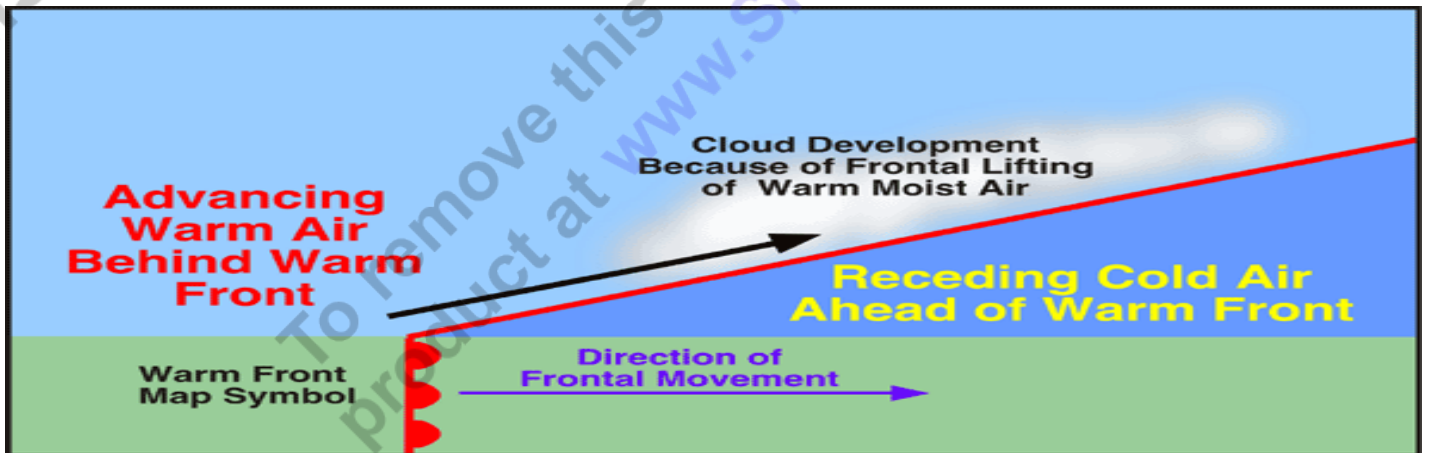 To remove this
product at www.S
Cloud Development
Because of Frontal Lifting
of Warm Moist Air
Advancing
Warm Air
Behind Warm
Front
Receding Cold Air
Ahead of Warm Front
Warm Front
Map Symbol
Direction of
Frontal Movement